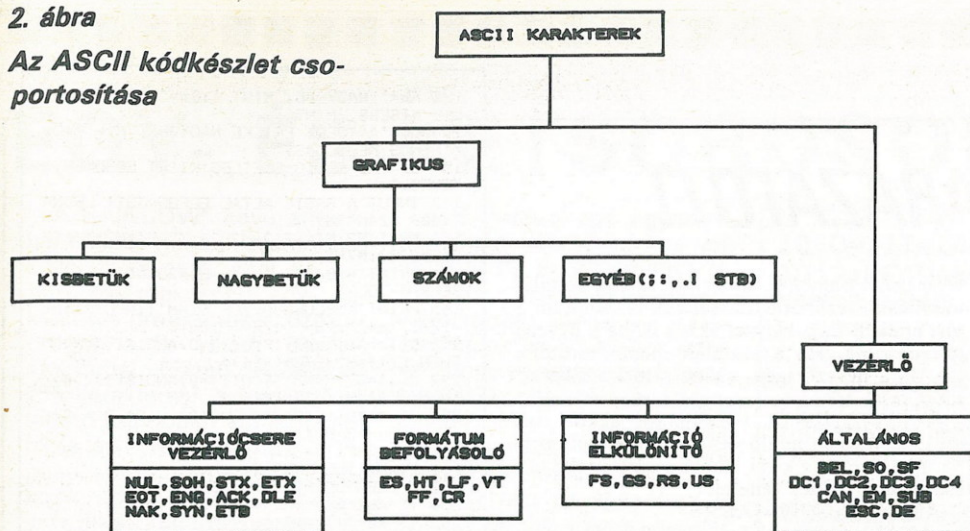 2. ábra
Az ASCII kódkészlet cso-
portosítása
ASCII KARAKTEREK
GRAFIKUS
KISBETÜK
NAGYBETÜK
SZÁMOK
EGYÉB(;:,.! STB)
VEZÉRLŐ
INFORMÁCIÓCSERE
VEZÉRLŐ
NUL,SOH,STX,ETX
EOT,ENQ,ACK,DLE
NAK,SYN,ETB
FORMÁTUM
BEFOLYÁSOLÓ
ES,HT,LF,VT
FF,CR
INFORMÁCIÓ
ELKÜLÖNÍTŐ
FS,GS,RS,US
ÁLTALÁNOS
BEL,SO,SF
DC1,DC2,DC3,DC4
CAN,EM,SUB
ESC,DE